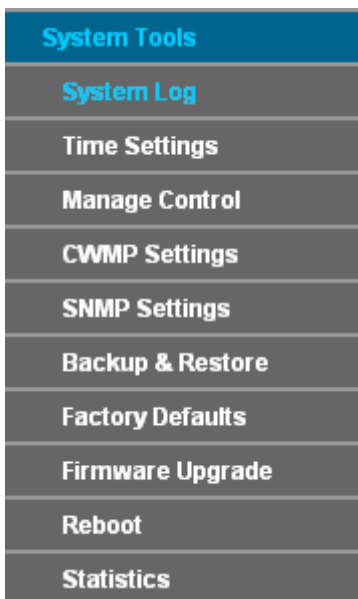 System Tools
System Log
Time Settings
Manage Control
CWMP Settings
SNMP Settings
Backup & Restore
Factory Defaults
Firmware Upgrade
Reboot
Statistics